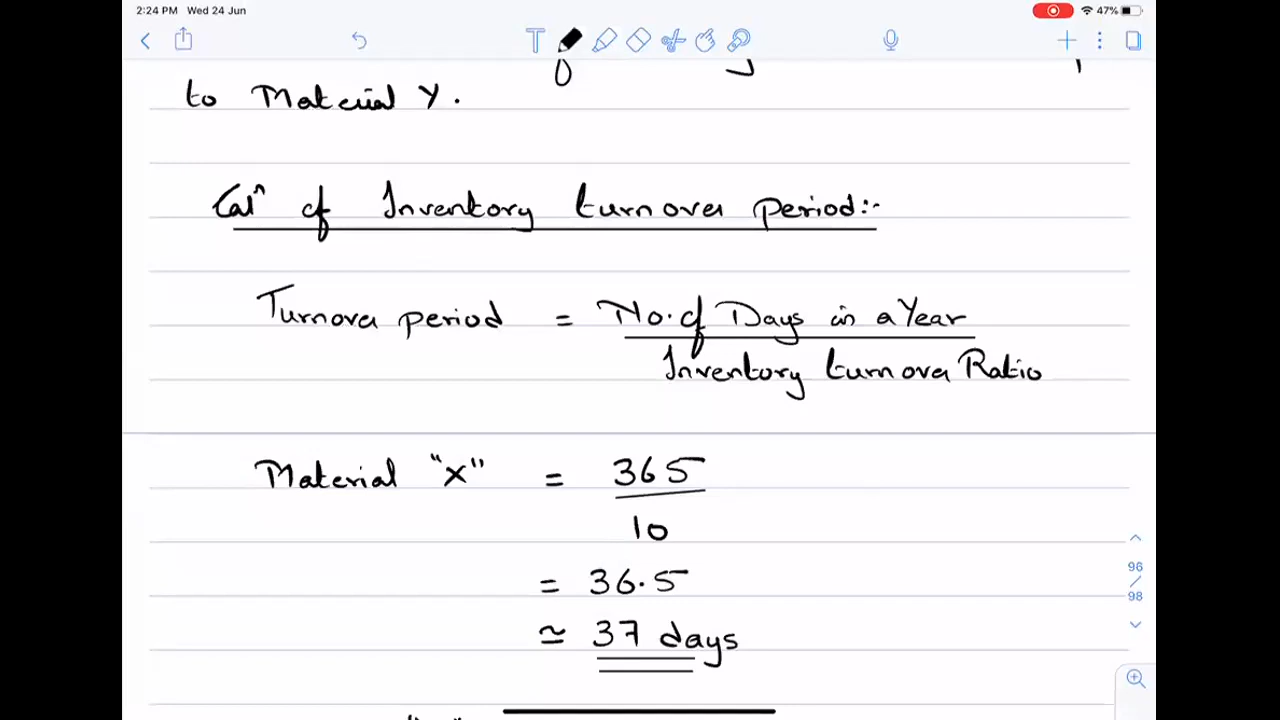 2:24 PM Wed 24 Jun
47%
T
to Material Y.
Calⁿ of Inventory turnover period:-
Turnover period = No. of Days in a Year
Inventory turnover Ratio
Material "X" = 365
10
= 36.5
≃ 37 days
96
/
98